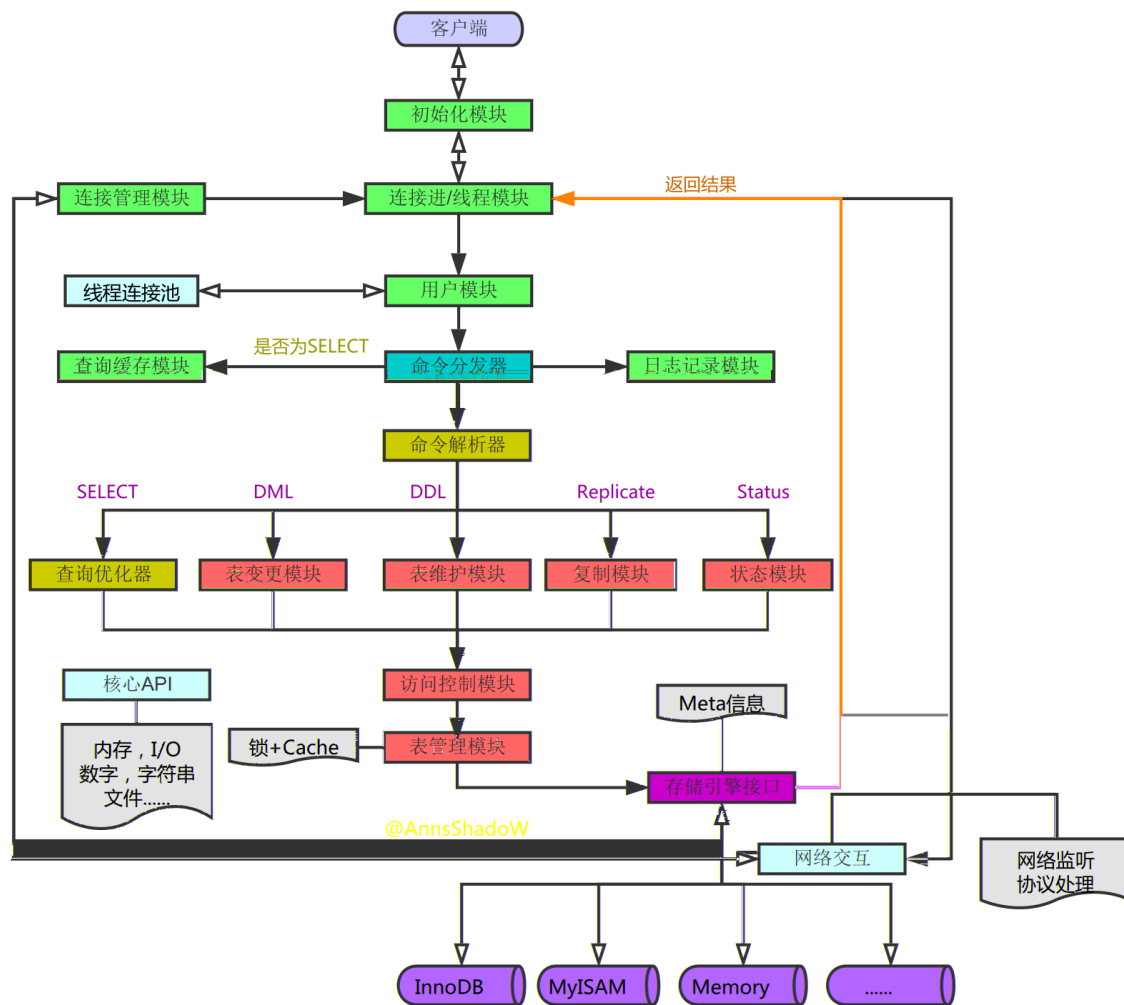 客户端
初始化模块
返回结果
连接管理模块
连接进/线程模块
线程连接池
用户模块
是否为SELECT
查询缓存模块
命令分发器
日志记录模块
命令解析器
SELECT
DML
DDL
Replicate
Status
查询优化器
表变更模块
表维护模块
复制模块
状态模块
核心API
访问控制模块
Meta信息
内存，I/O
数字，字符串
文件......
锁+Cache
表管理模块
存储引擎接口
@AnnsShadoW
网络交互
网络监听
协议处理
InnoDB
MyISAM
Memory
......